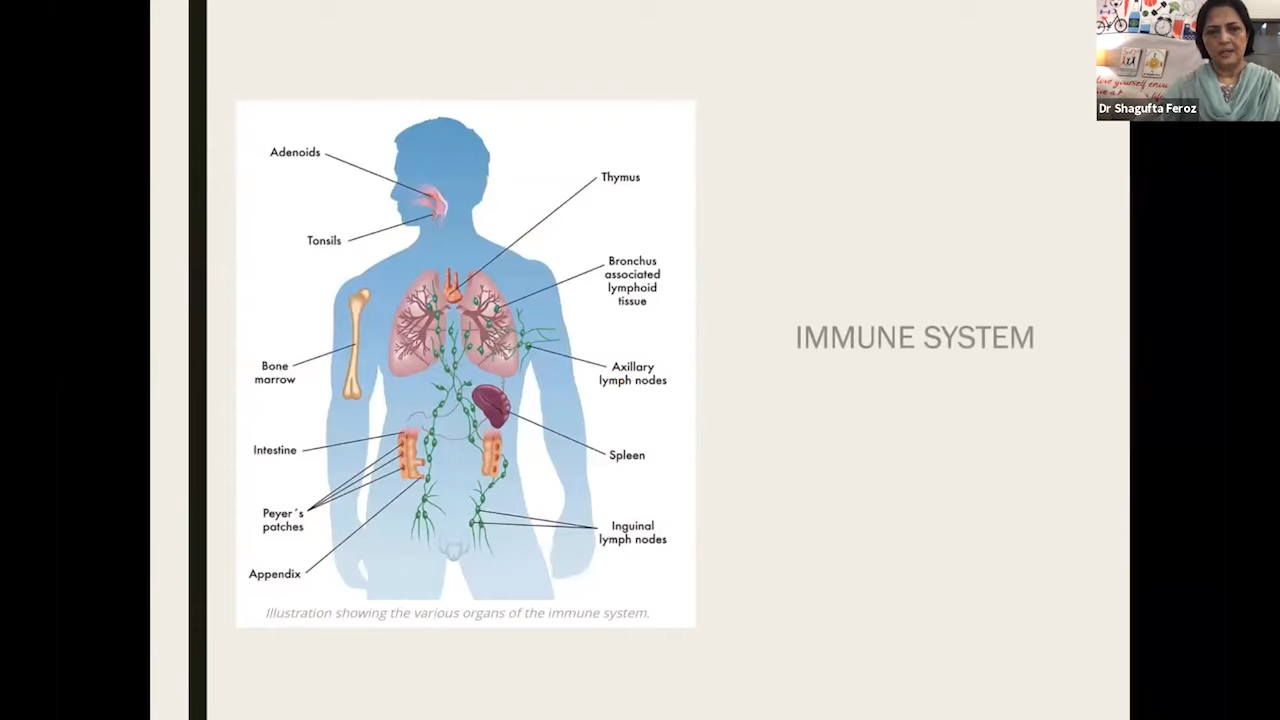 Dr Shagufta Feroz
Adenoids
Thymus
Tonsils
Bronchus
associated
lymphoid
tissue
IMMUNE SYSTEM
Bone
marrow
Axillary
lymph nodes
Intestine
Spleen
Peyer´s
patches
Inguinal
lymph nodes
Appendix
Illustration showing the various organs of the immune system.